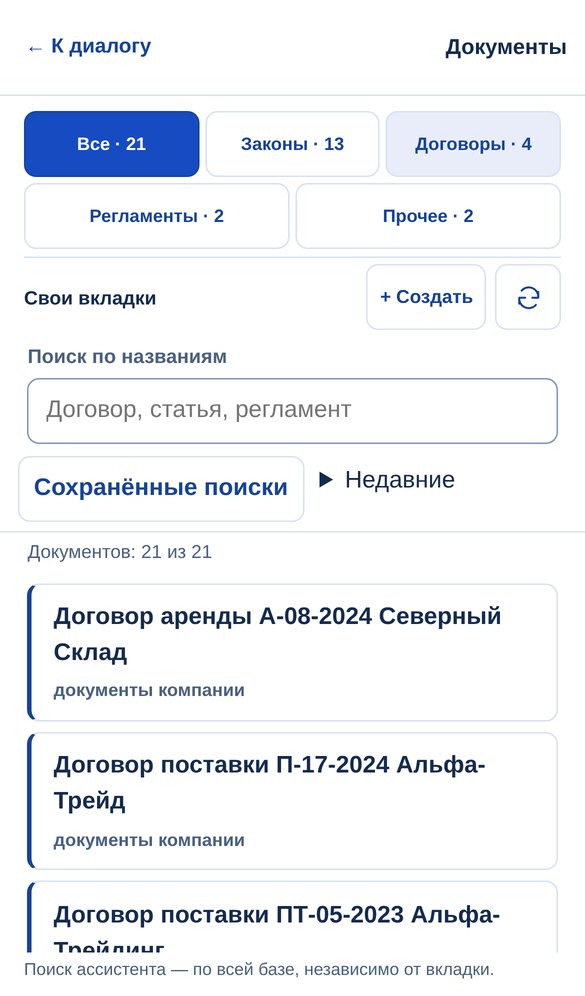 ← К диалогу
Документы
Все · 21
Законы · 13
Договоры · 4
Регламенты · 2
Прочее · 2
Свои вкладки
+ Создать
Поиск по названиям
Договор, статья, регламент
Сохранённые поиски
▶ Недавние
Документов: 21 из 21
Договор аренды А-08-2024 Северный
Склад
документы компании
Договор поставки П-17-2024 Альфа-
Трейд
документы компании
Договор поставки ПТ-05-2023 Альфа-
Трейдинг
Поиск ассистента — по всей базе, независимо от вкладки.